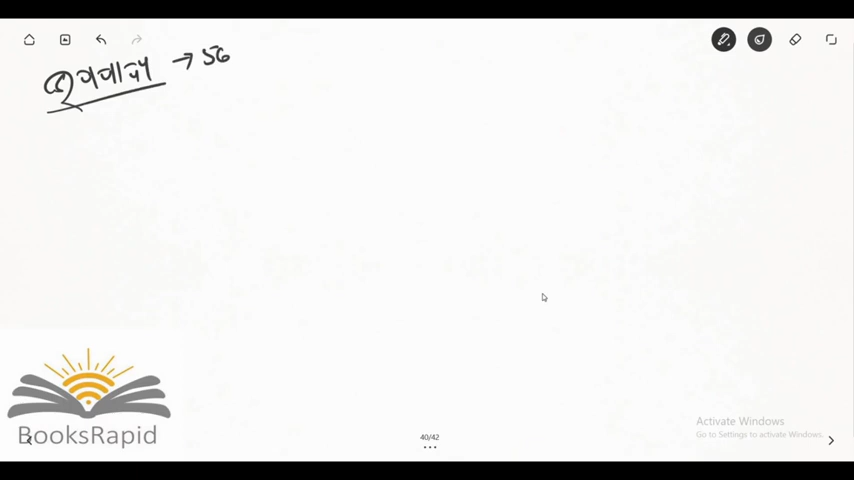 → 56
BooksRapid
40/42
Activate Windows
Go to Settings to activate Windows.